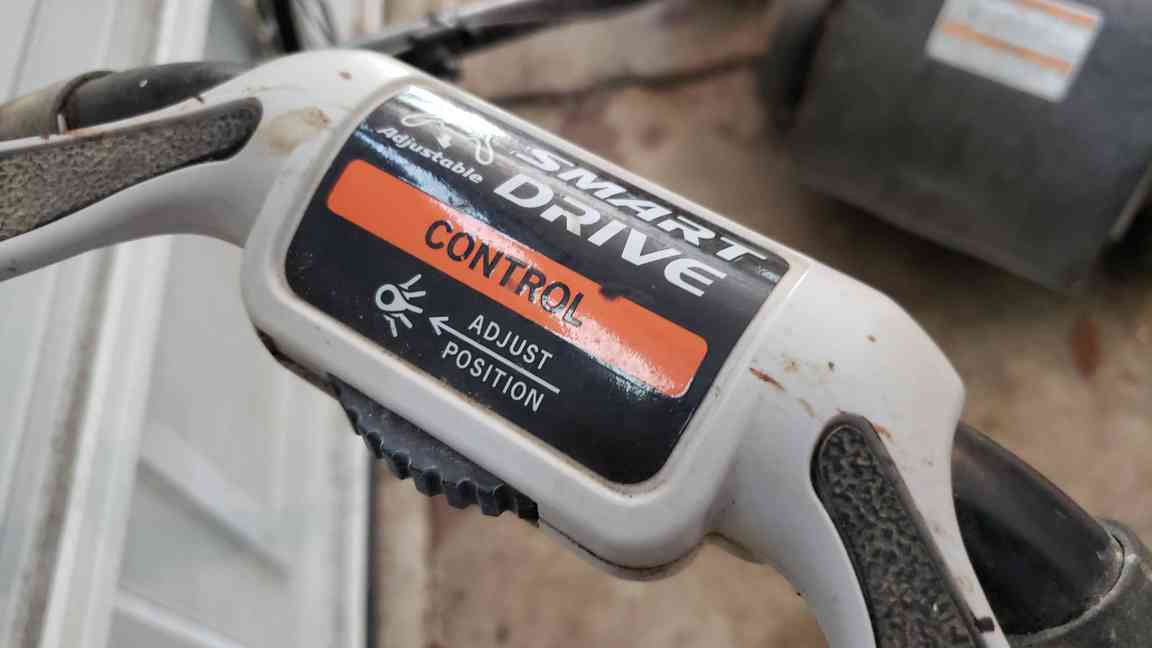 Adjustable
SMART
DRIVE
CONTROL
ADJUST
POSITION